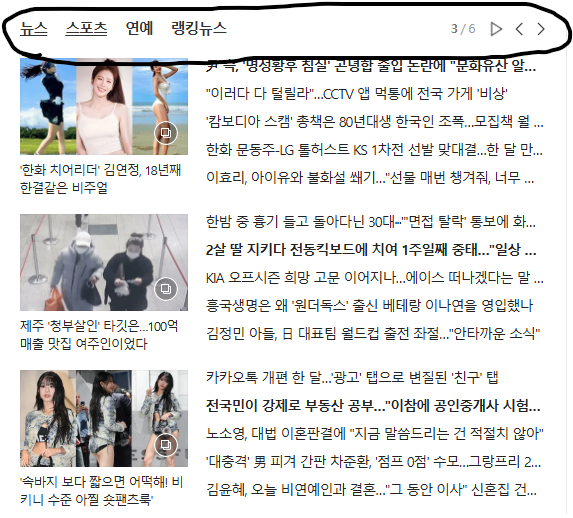 뉴스 스포츠 연예 랭킹뉴스 3 / 6
'한화 치어리더' 김연정, 18년째
한결같은 비주얼
尹 측, '명성황후 침실' 곤녕합 출입 논란에 "문화유산 알...
"이러다 다 털릴라"…CCTV 앱 먹통에 전국 가게 '비상'
'캄보디아 스캠' 총책은 80년대생 한국인 조폭…모집책 월 ...
한화 문동주-LG 톨허스트 KS 1차전 선발 맞대결…한 달 만...
이효리, 아이유와 불화설 쐐기…"선물 매번 챙겨줘, 너무 ...
제주 '청부살인' 타깃은…100억
매출 맛집 여주인이었다
한밤 중 흉기 들고 돌아다닌 30대…"'면접 탈락' 통보에 화...
2살 딸 지키다 전동킥보드에 치여 1주일째 중태…"일상 ...
KIA 오프시즌 희망 고문 이어지나…에이스 떠나겠다는 말 ...
흥국생명은 왜 '원더독스' 출신 베테랑 이나연을 영입했나
김정민 아들, 日 대표팀 월드컵 출전 좌절…"안타까운 소식"
'속바지 보다 짧으면 어떡해! 비
키니 수준 아찔 숏팬츠룩'
카카오톡 개편 한 달…'광고' 탭으로 변질된 '친구' 탭
전국민이 강제로 부동산 공부…"이참에 공인중개사 시험...
노소영, 대법 이혼판결에 "지금 말씀드리는 건 적절치 않아"
'대충격' 男 피겨 간판 차준환, '점프 0점' 수모…그랑프리 2...
김윤혜, 오늘 비연예인과 결혼…"그 동안 이사" 신혼집 건...